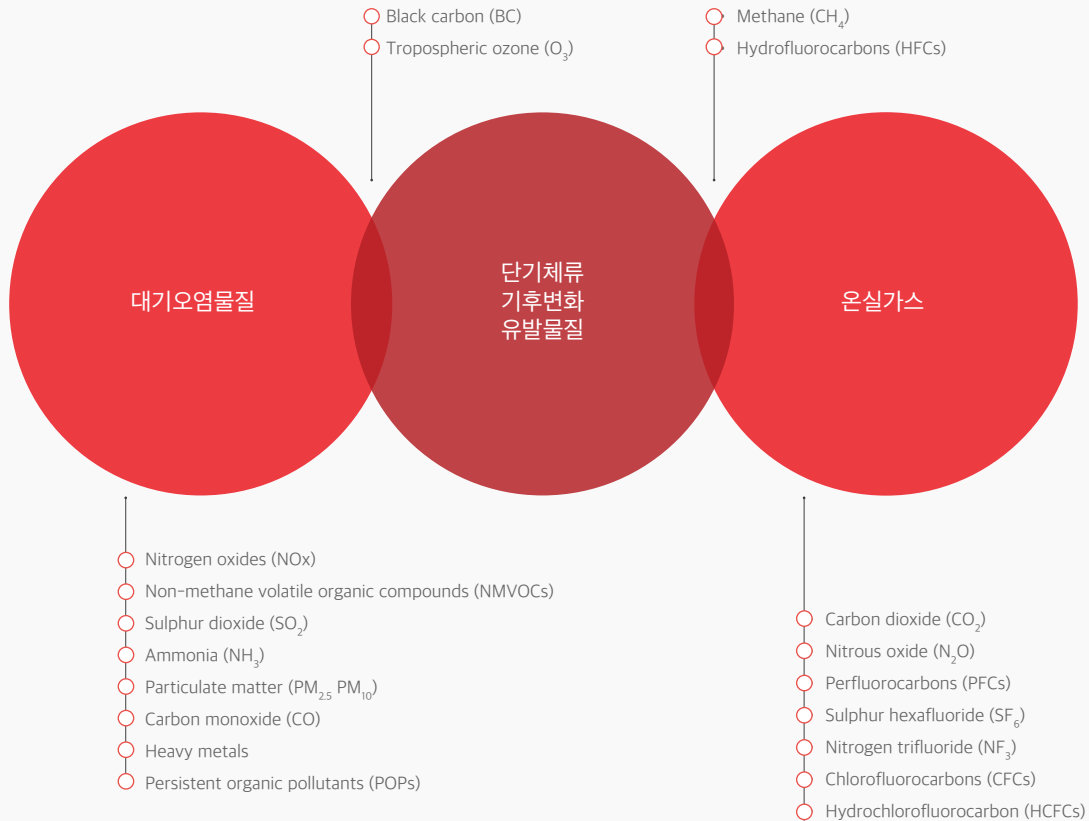 Black carbon (BC)
Tropospheric ozone (O₃)
Methane (CH₄)
Hydrofluorocarbons (HFCs)
대기오염물질
단기체류
기후변화
유발물질
온실가스
Nitrogen oxides (NOx)
Non-methane volatile organic compounds (NMVOCs)
Sulphur dioxide (SO₂)
Ammonia (NH₃)
Particulate matter (PM₂.₅ PM₁₀)
Carbon monoxide (CO)
Heavy metals
Persistent organic pollutants (POPs)
Carbon dioxide (CO₂)
Nitrous oxide (N₂O)
Perfluorocarbons (PFCs)
Sulphur hexafluoride (SF₆)
Nitrogen trifluoride (NF₃)
Chlorofluorocarbons (CFCs)
Hydrochlorofluorocarbon (HCFCs)